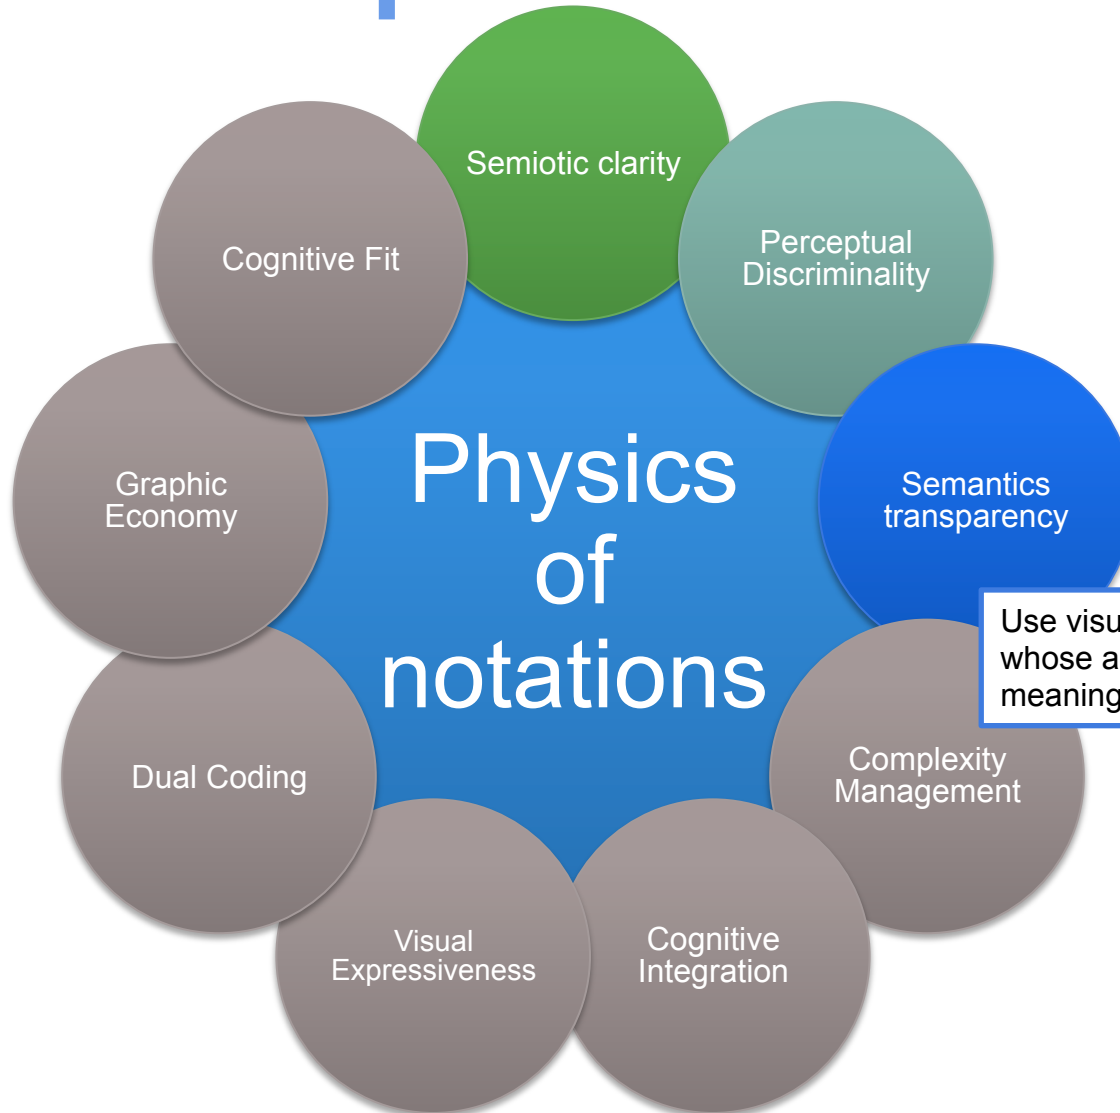 Semiotic clarity
Perceptual
Discriminality
Semantics
transparency
Use
whose
meaning
Complexity
Management
Cognitive
Integration
Visual
Expressiveness
Dual Coding
Graphic
Economy
Cognitive Fit
Physics
of
notations